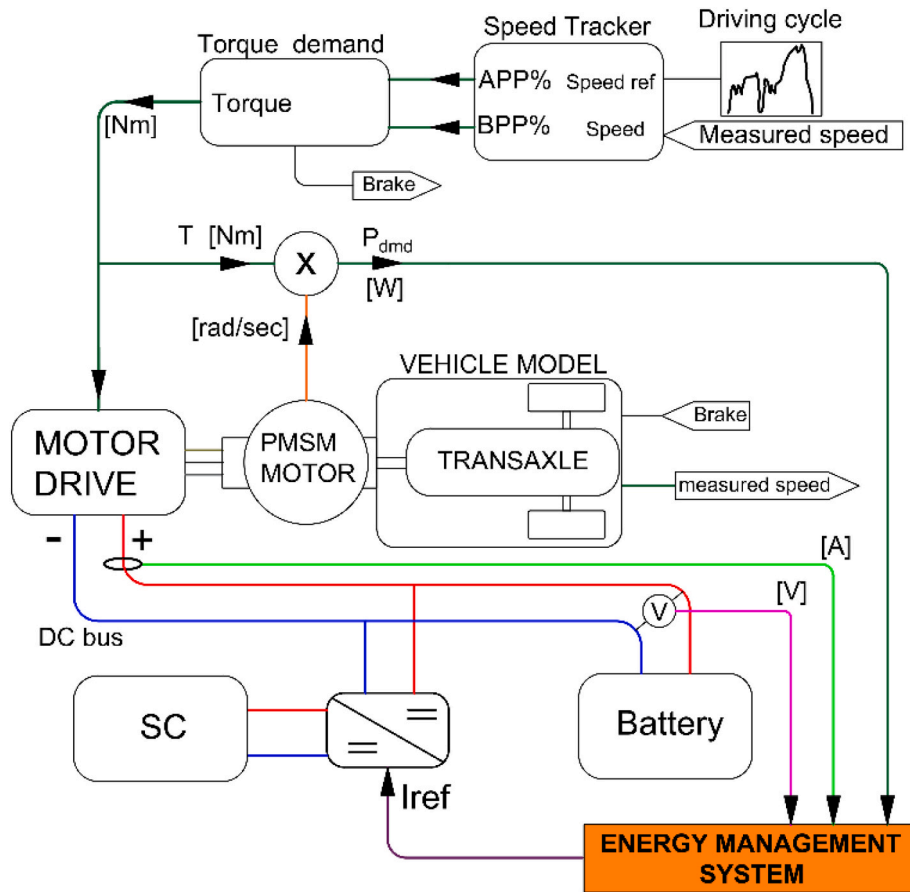 Driving cycle
Speed Tracker
Torque demand
APP%
Speed ref
Torque
BPP%
Speed
Measured speed
[Nm]
Brake
T [Nm]
X
Pdmd
[W]
[rad/sec]
VEHICLE MODEL
Brake
MOTOR
DRIVE
PMSM
MOTOR
TRANSAXLE
measured speed
-
+
[A]
[V]
V
DC bus
SC
Battery
Iref
ENERGY MANAGEMENT
SYSTEM